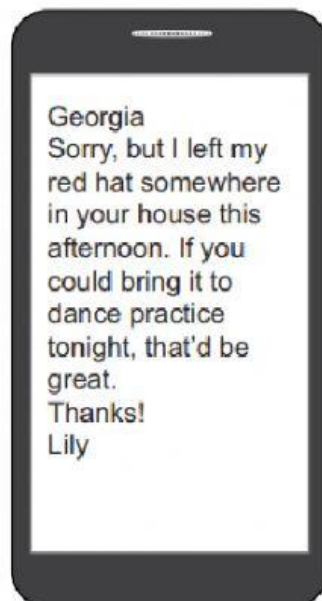 Georgia
Sorry, but I left my
red hat somewhere
in your house this
afternoon. If you
could bring it to
dance practice
tonight, that'd be
great.
Thanks!
Lily